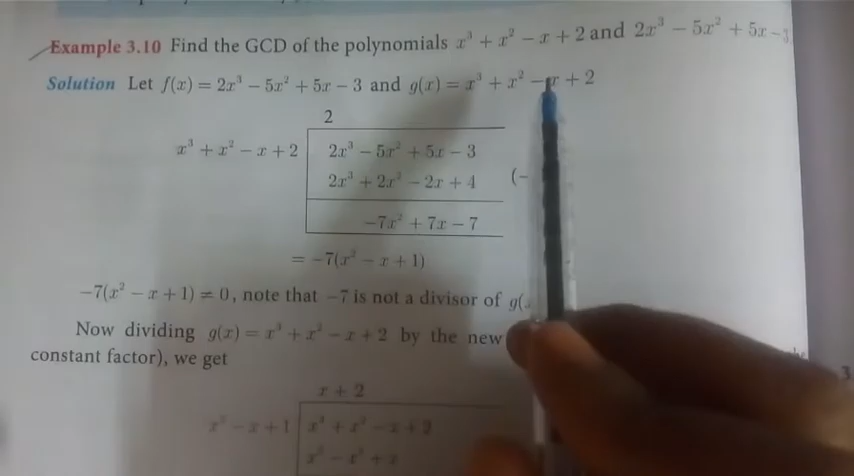 Example 3.10 Find the GCD of the polynomials x³ + x² − x + 2 and 2x³ − 5x² + 5x − 3
Solution Let f(x) = 2x³ − 5x² + 5x − 3 and g(x) = x³ + x² − x + 2
2
x³ + x² − x + 2 2x³ − 5x² + 5x − 3
2x³ + 2x² − 2x + 4 (−
−7x² + 7x − 7
= −7(x² − x + 1)
−7(x² − x + 1) ≠ 0, note that −7 is not a divisor of g(
Now dividing g(x) = x³ + x² − x + 2 by the new
constant factor), we get
x + 2
x² − x + 1 x³ + x² − x + 2
3